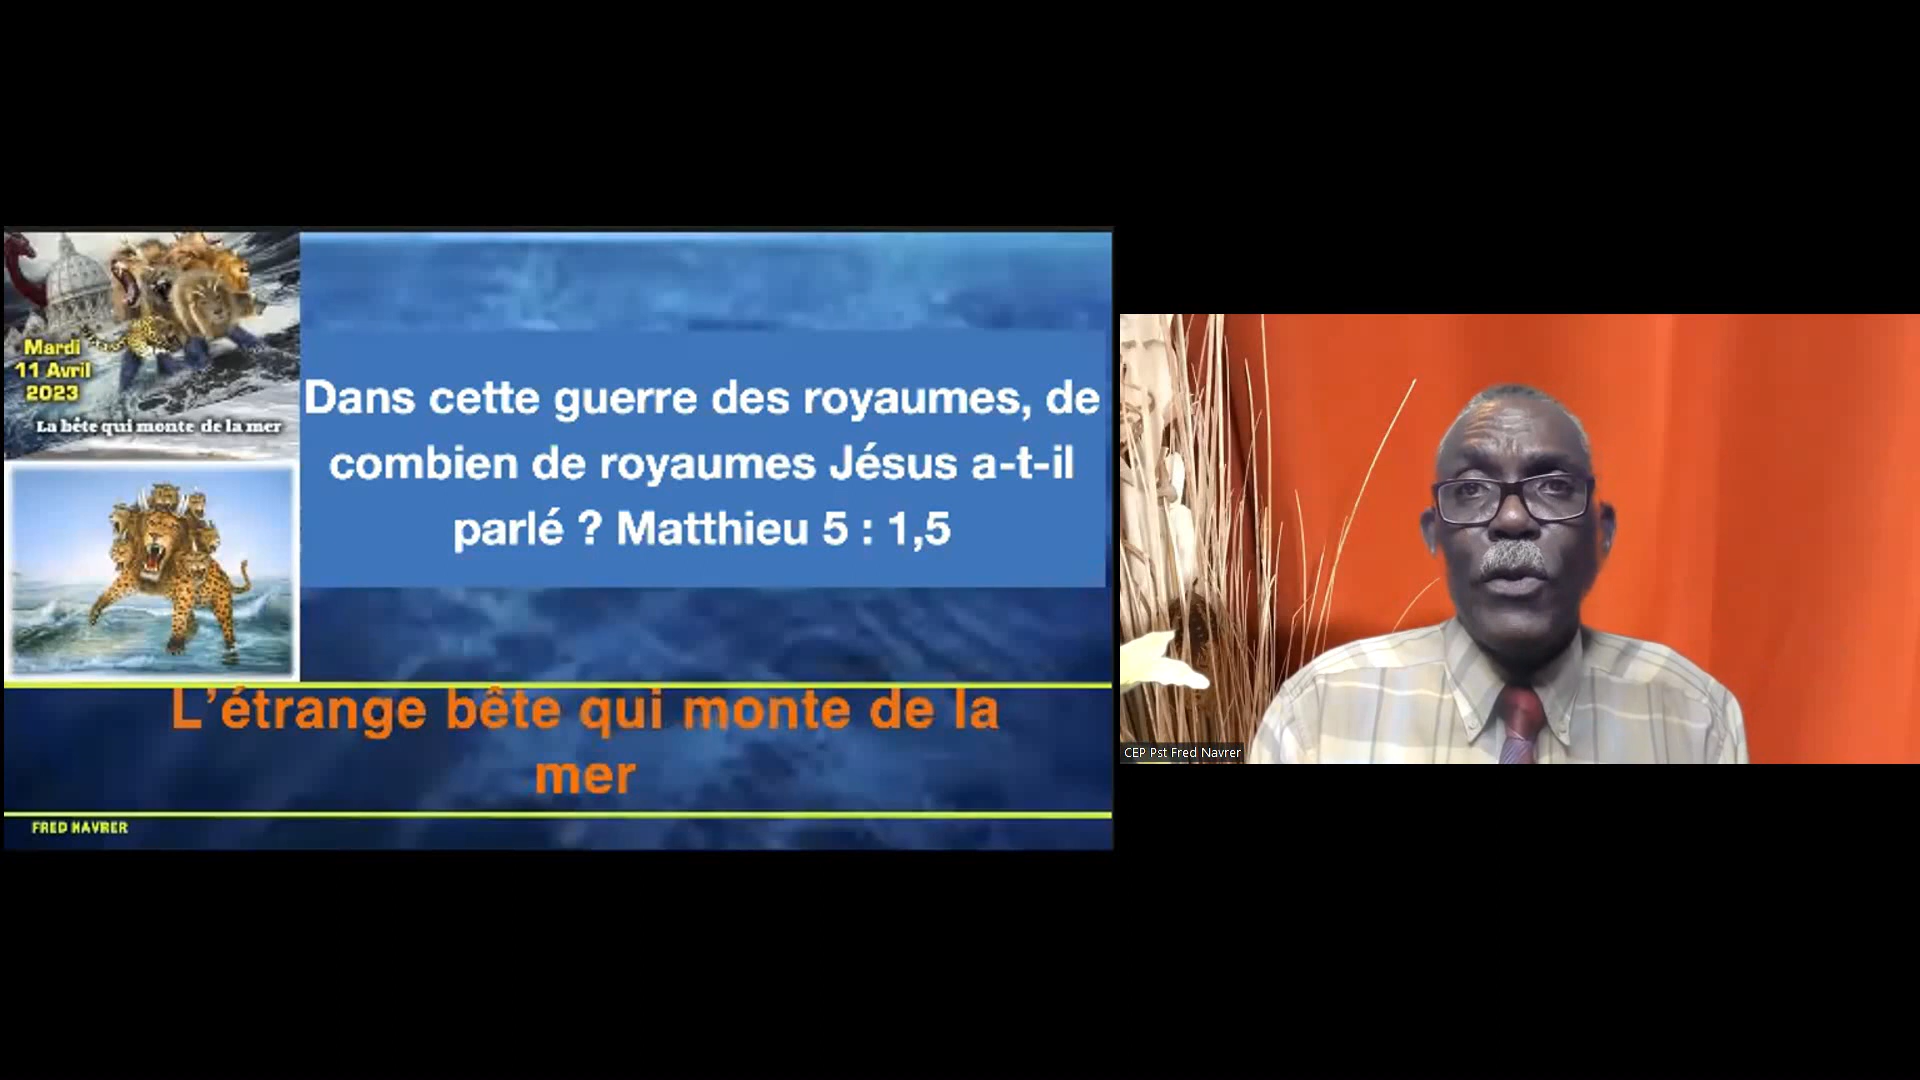 Mardi
11 Avril
2023
La bête qui monte de la mer
Dans cette guerre des royaumes, de
combien de royaumes Jésus a-t-il
parlé ? Matthieu 5 : 1,5
L’étrange bête qui monte de la
mer
FRED NAVRER
CEP Pst Fred Navrer